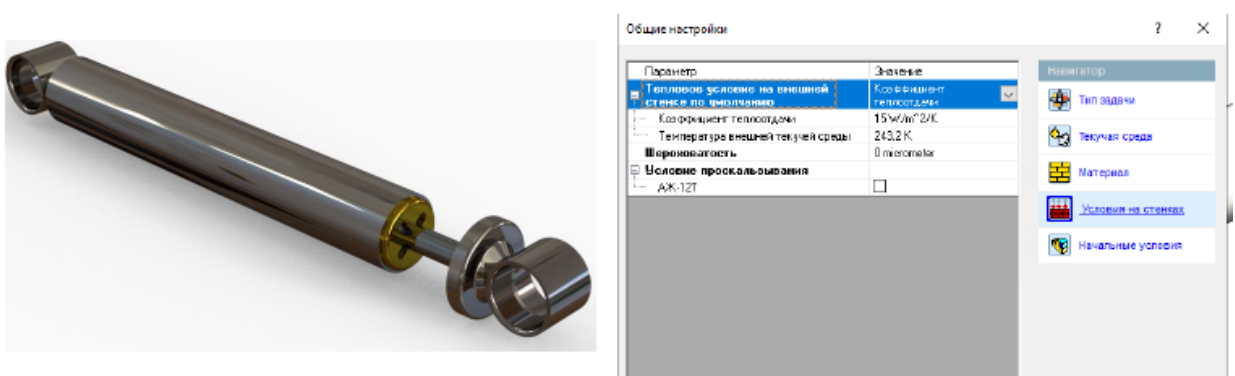 Общие настройки
?
Параметр
Значение
Тепловое условие на внешней стенке по умолчанию
Коэффициент теплоотдачи
Коэффициент теплоотдачи
15 W/m^2/K
Температура внешней текучей среды
243.2 K
Шероховатость
0 micrometer
Условие проскальзывания
АЖ-12Т
Навигатор
Тип задачи
Текучая среда
Материал
Условия на стенках
Начальные условия